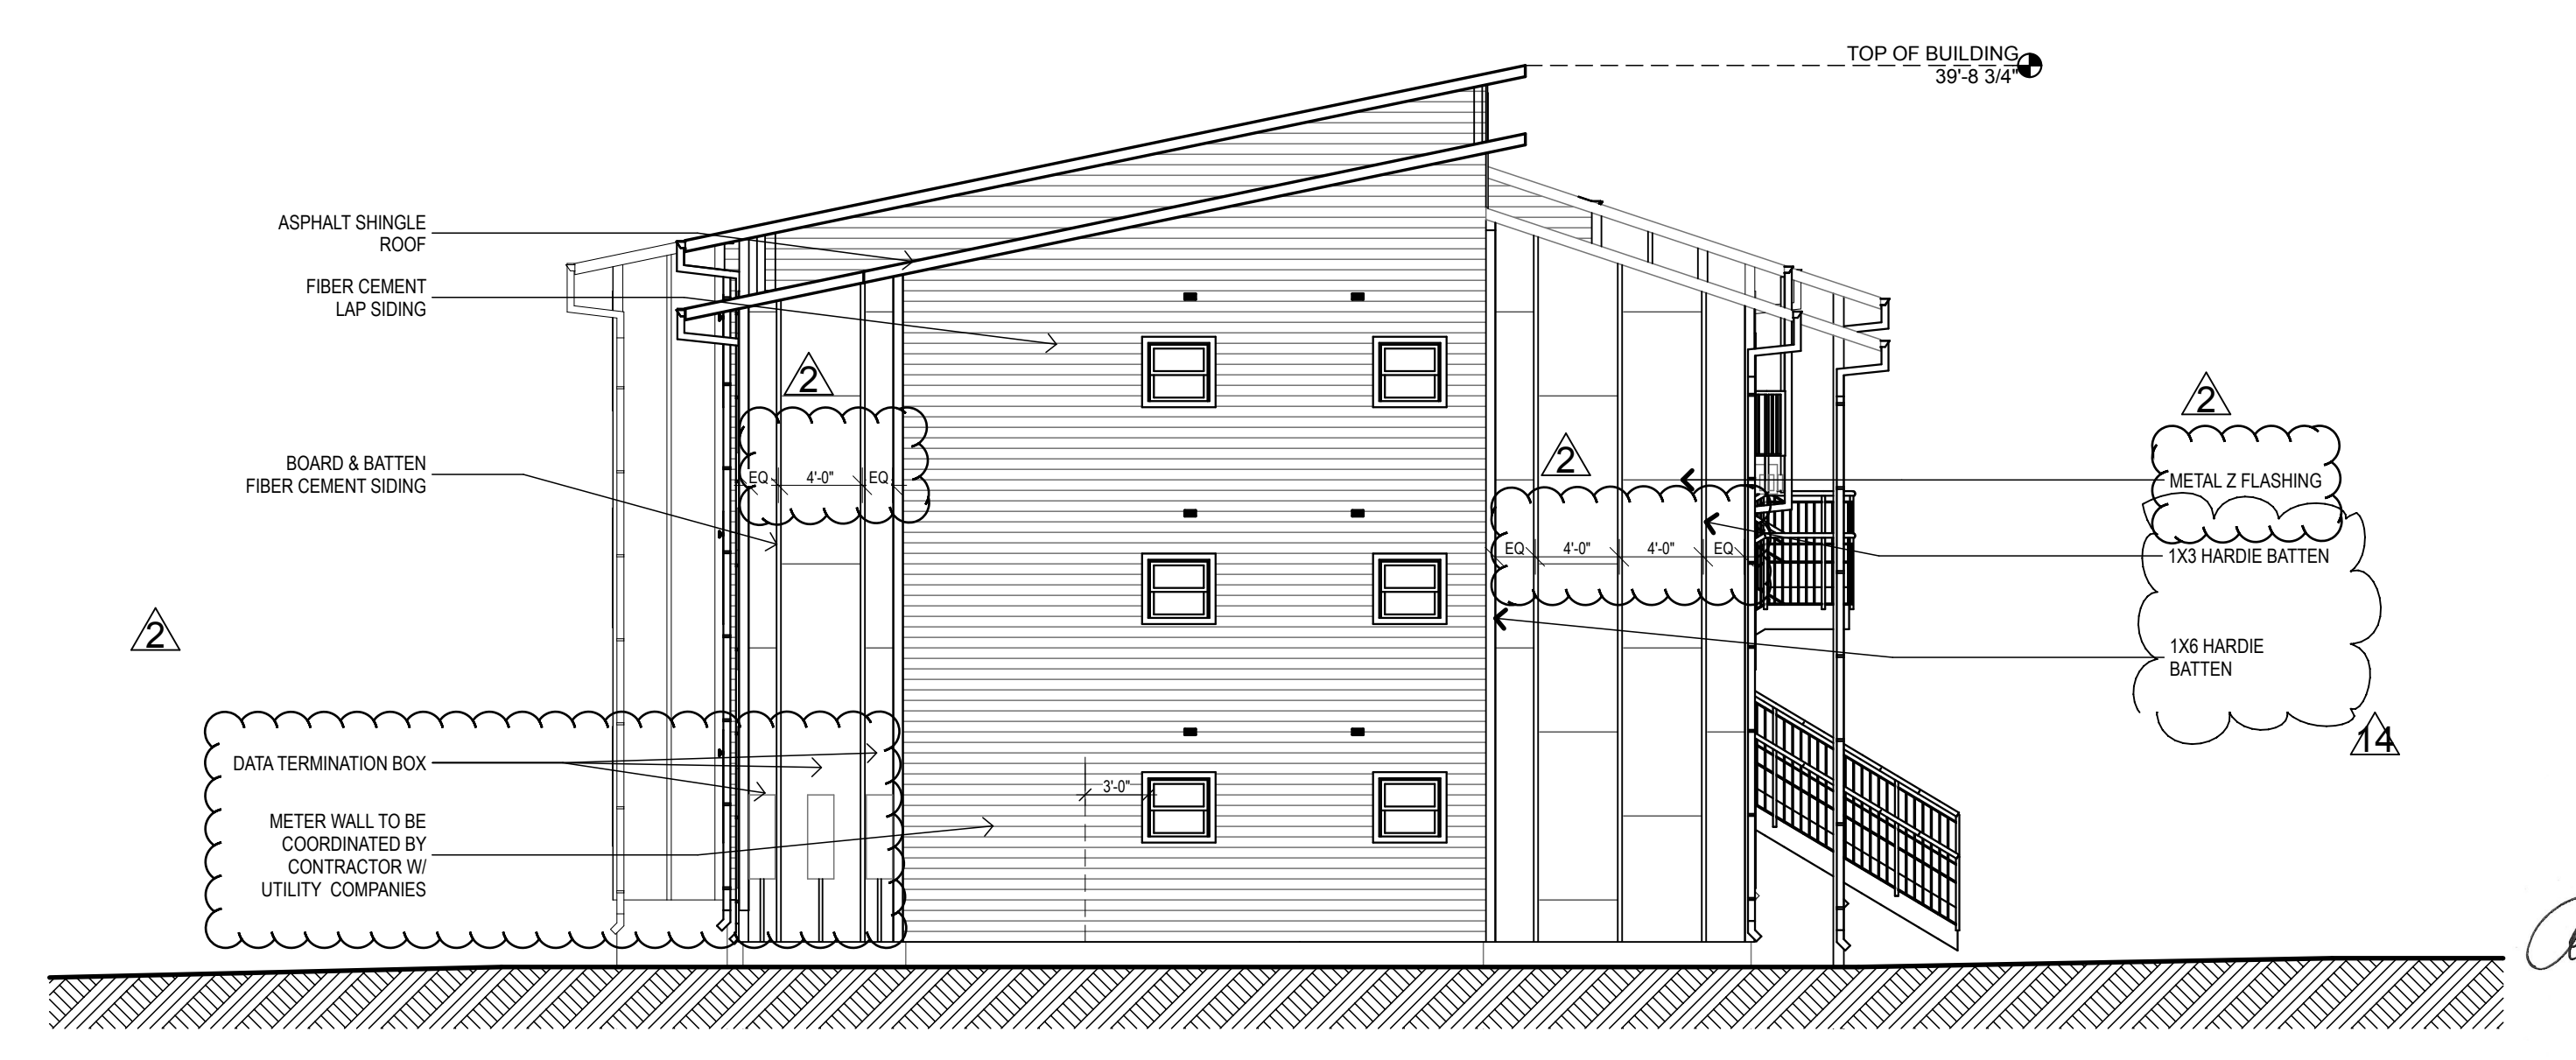 TOP OF BUILDING
39'-8 3/4"
ASPHALT SHINGLE
ROOF
FIBER CEMENT
LAP SIDING
2
2
2
BOARD & BATTEN
FIBER CEMENT SIDING
EQ 4'-0" EQ
METAL Z FLASHING
EQ 4'-0" 4'-0" EQ
1X3 HARDIE BATTEN
2
1X6 HARDIE
BATTEN
14
DATA TERMINATION BOX
3'-0"
METER WALL TO BE
COORDINATED BY
CONTRACTOR W/
UTILITY COMPANIES